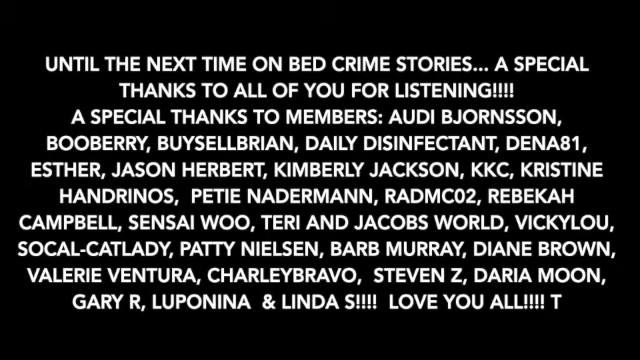 UNTIL THE NEXT TIME ON BED CRIME STORIES... A SPECIAL
THANKS TO ALL OF YOU FOR LISTENING!!!!
A SPECIAL THANKS TO MEMBERS: AUDI BJORNSSON,
BOOBERRY, BUYSELLBRIAN, DAILY DISINFECTANT, DENA81,
ESTHER, JASON HERBERT, KIMBERLY JACKSON, KKC, KRISTINE
HANDRINOS,  PETIE NADERMANN, RADMC02, REBEKAH
CAMPBELL, SENSAI WOO, TERI AND JACOBS WORLD, VICKYLOU,
SOCAL-CATLADY, PATTY NIELSEN, BARB MURRAY, DIANE BROWN,
VALERIE VENTURA, CHARLEYBRAVO,  STEVEN Z, DARIA MOON,
GARY R, LUPONINA  & LINDA S!!!!  LOVE YOU ALL!!!! T